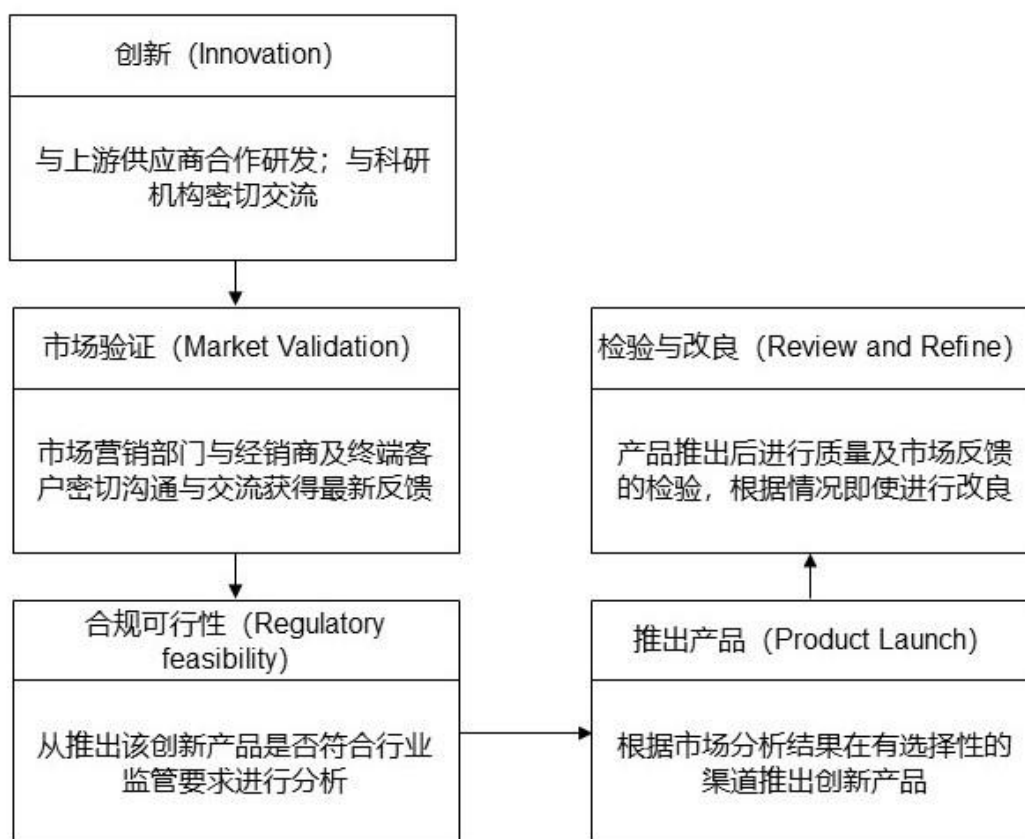 创新（Innovation）
与上游供应商合作研发；与科研
机构密切交流
市场验证（Market Validation）
市场营销部门与经销商及终端客
户密切沟通与交流获得最新反馈
合规可行性（Regulatory
feasibility）
从推出该创新产品是否符合行业
监管要求进行分析
推出产品（Product Launch）
根据市场分析结果在有选择性的
渠道推出创新产品
检验与改良（Review and Refine）
产品推出后进行质量及市场反馈
的检验，根据情况即使进行改良